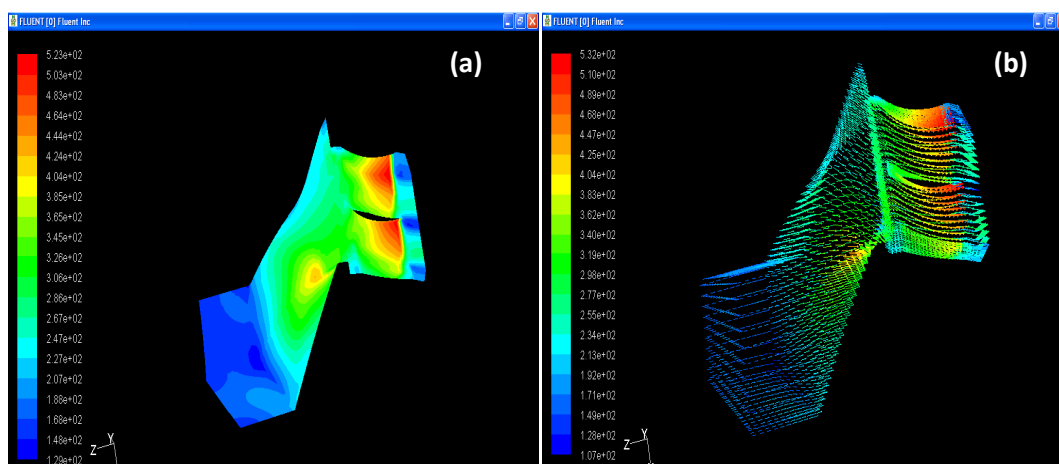 FLUENT [0] Fluent Inc
(a)
5.23e+02
5.03e+02
4.83e+02
4.64e+02
4.44e+02
4.24e+02
4.04e+02
3.85e+02
3.65e+02
3.45e+02
3.26e+02
3.06e+02
2.86e+02
2.67e+02
2.47e+02
2.27e+02
2.07e+02
1.88e+02
1.68e+02
1.48e+02
1.29e+02
Y
Z
FLUENT [0] Fluent Inc
(b)
5.32e+02
5.10e+02
4.89e+02
4.68e+02
4.47e+02
4.25e+02
4.04e+02
3.83e+02
3.62e+02
3.40e+02
3.19e+02
2.98e+02
2.77e+02
2.55e+02
2.34e+02
2.13e+02
1.92e+02
1.71e+02
1.49e+02
1.28e+02
1.07e+02
Y
Z